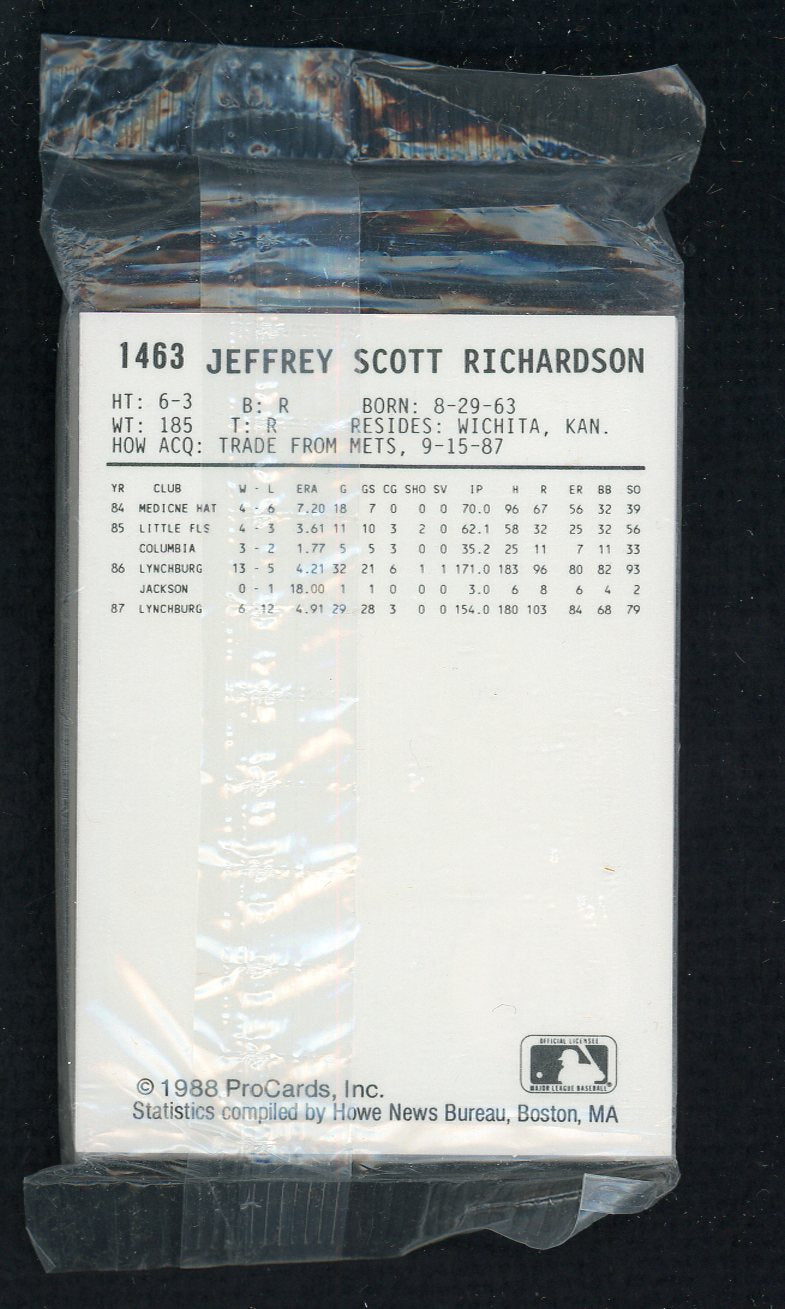 1463 JEFFREY SCOTT RICHARDSON
HT: 6-3 B: R BORN: 8-29-63
WT: 185 T: R RESIDES: WICHITA, KAN.
HOW ACQ: TRADE FROM METS, 9-15-87
YR CLUB W - L ERA G GS CG SHO SV IP H R ER BB SO
84 MEDICNE HAT 4 - 6 7.20 18 7 0 0 0 70.0 96 67 56 32 39
85 LITTLE FLS 4 - 3 3.61 11 10 3 2 0 62.1 58 32 25 32 56
COLUMBIA 3 - 2 1.77 5 5 3 0 0 35.2 25 11 7 11 33
86 LYNCHBURG 13 - 5 4.21 32 21 6 1 1 171.0 183 96 80 82 93
JACKSON 0 - 1 18.00 1 1 0 0 0 3.0 6 8 6 4 2
87 LYNCHBURG 6 -12 4.91 29 28 3 0 0 154.0 180 103 84 68 79
OFFICIAL LICENSEE
MAJOR LEAGUE BASEBALL
© 1988 ProCards, Inc.
Statistics compiled by Howe News Bureau, Boston, MA